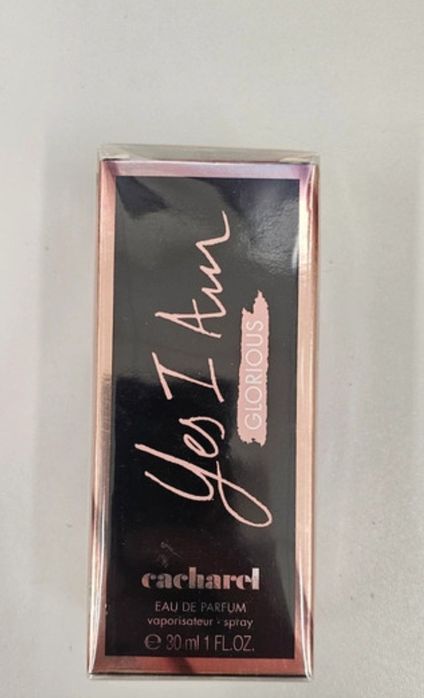 Yes I Am
GLORIOUS
cacharel
EAU DE PARFUM
vaporisateur - spray
℮ 30 ml 1 FL.OZ.